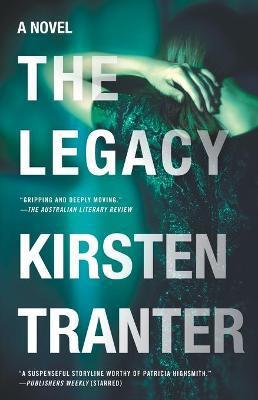 A NOVEL
THE
LEGACY
"GRIPPING AND DEEPLY MOVING."
—THE AUSTRALIAN LITERARY REVIEW
KIRSTEN
TRANTER
"A SUSPENSEFUL STORYLINE WORTHY OF PATRICIA HIGHSMITH."
—PUBLISHERS WEEKLY (STARRED)